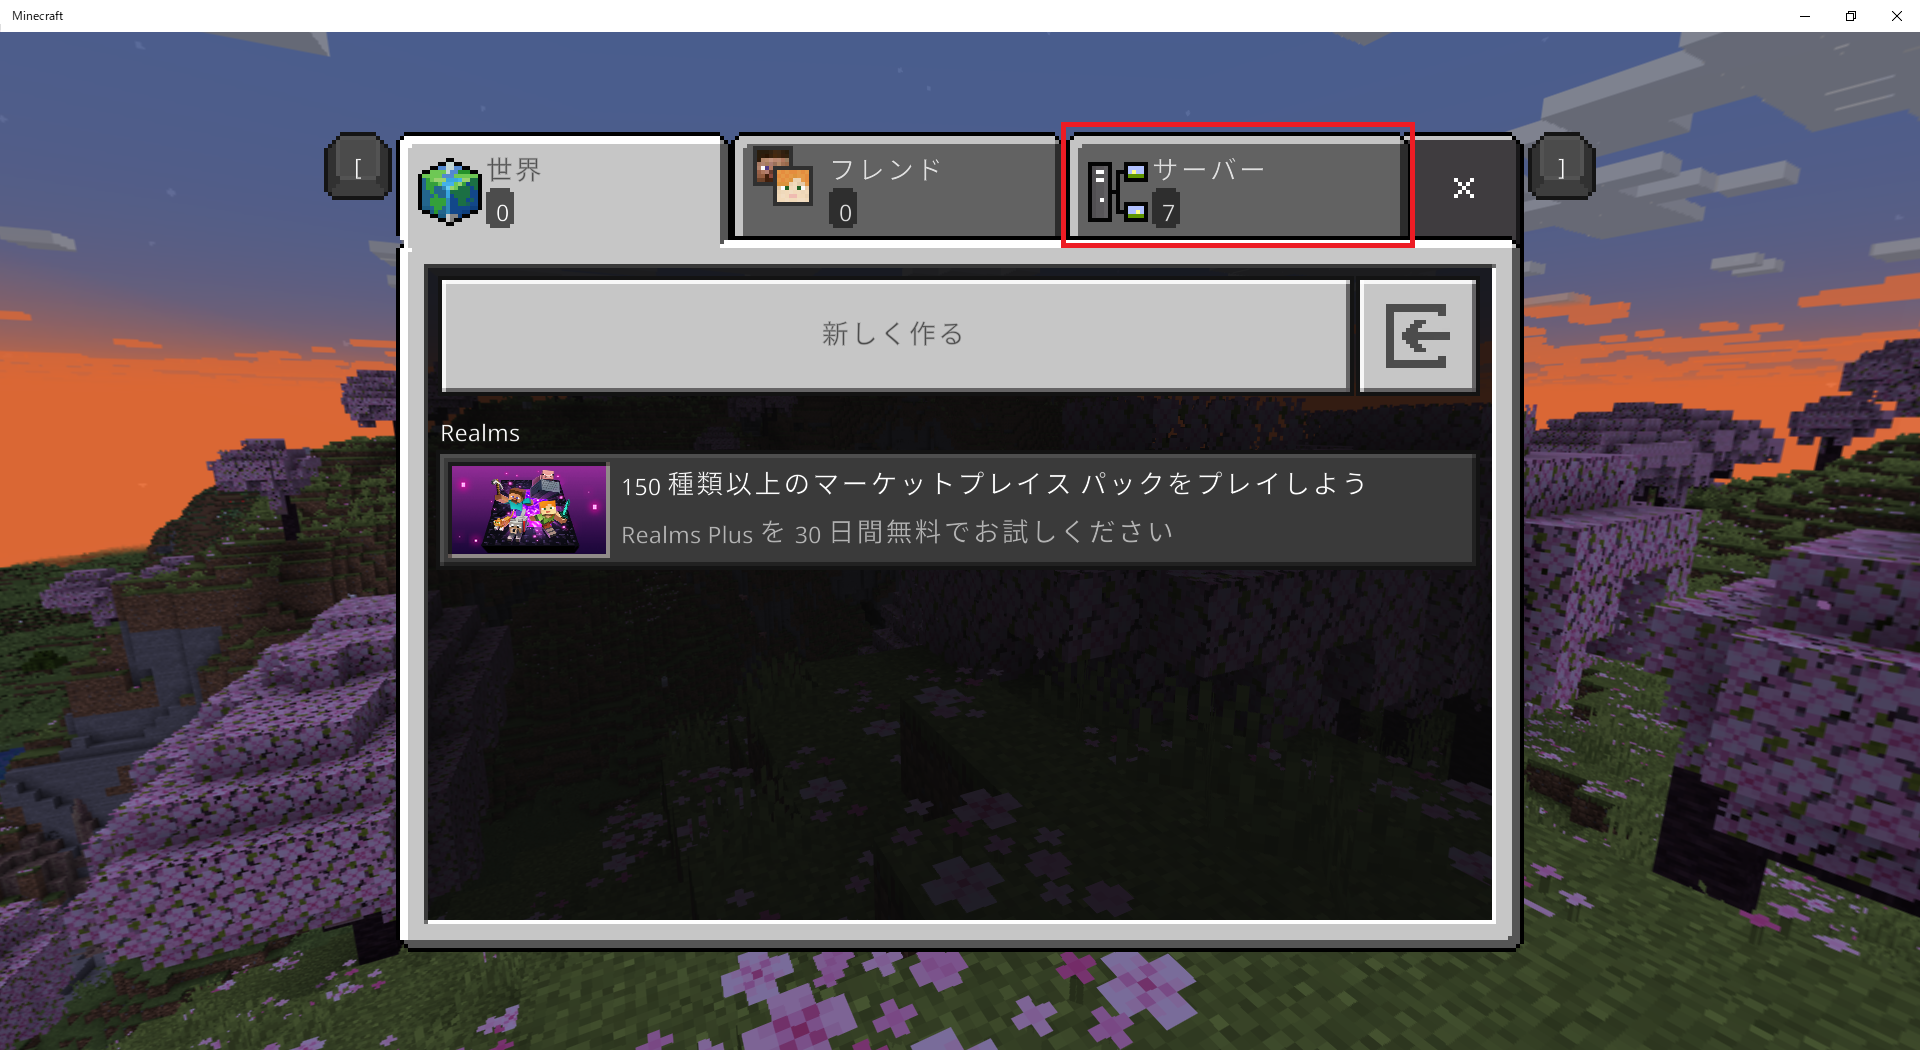 Minecraft
[
世界
0
フレンド
0
サーバー
7
]
新しく作る
Realms
150 種類以上のマーケットプレイス パックをプレイしよう
Realms Plus を 30 日間無料でお試しください